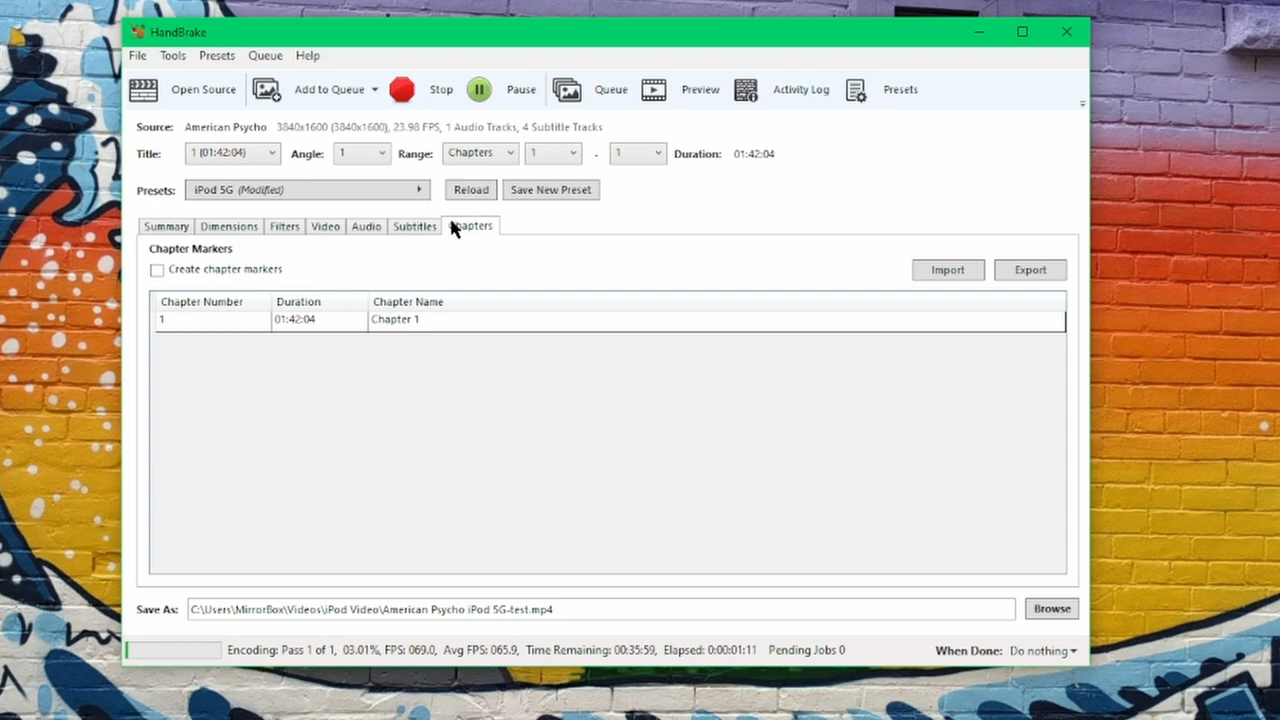 HandBrake
File Tools Presets Queue Help
Open Source Add to Queue Stop Pause Queue Preview Activity Log Presets
Source: American Psycho 3840x1600 (3840x1600), 23.98 FPS, 1 Audio Tracks, 4 Subtitle Tracks
Title: 1 (01:42:04) Angle: 1 Range: Chapters 1 - 1 Duration: 01:42:04
Presets: iPod 5G (Modified) Reload Save New Preset
Summary Dimensions Filters Video Audio Subtitles Chapters
Chapter Markers
Create chapter markers Import Export
Chapter Number Duration Chapter Name
1 01:42:04 Chapter 1
Save As: C:\Users\MirrorBox\Videos\iPod Video\American Psycho iPod 5G-test.mp4 Browse
Encoding: Pass 1 of 1, 03.01%, FPS: 069.0, Avg FPS: 065.9, Time Remaining: 00:35:59, Elapsed: 0:00:01:11 Pending Jobs 0 When Done: Do nothing